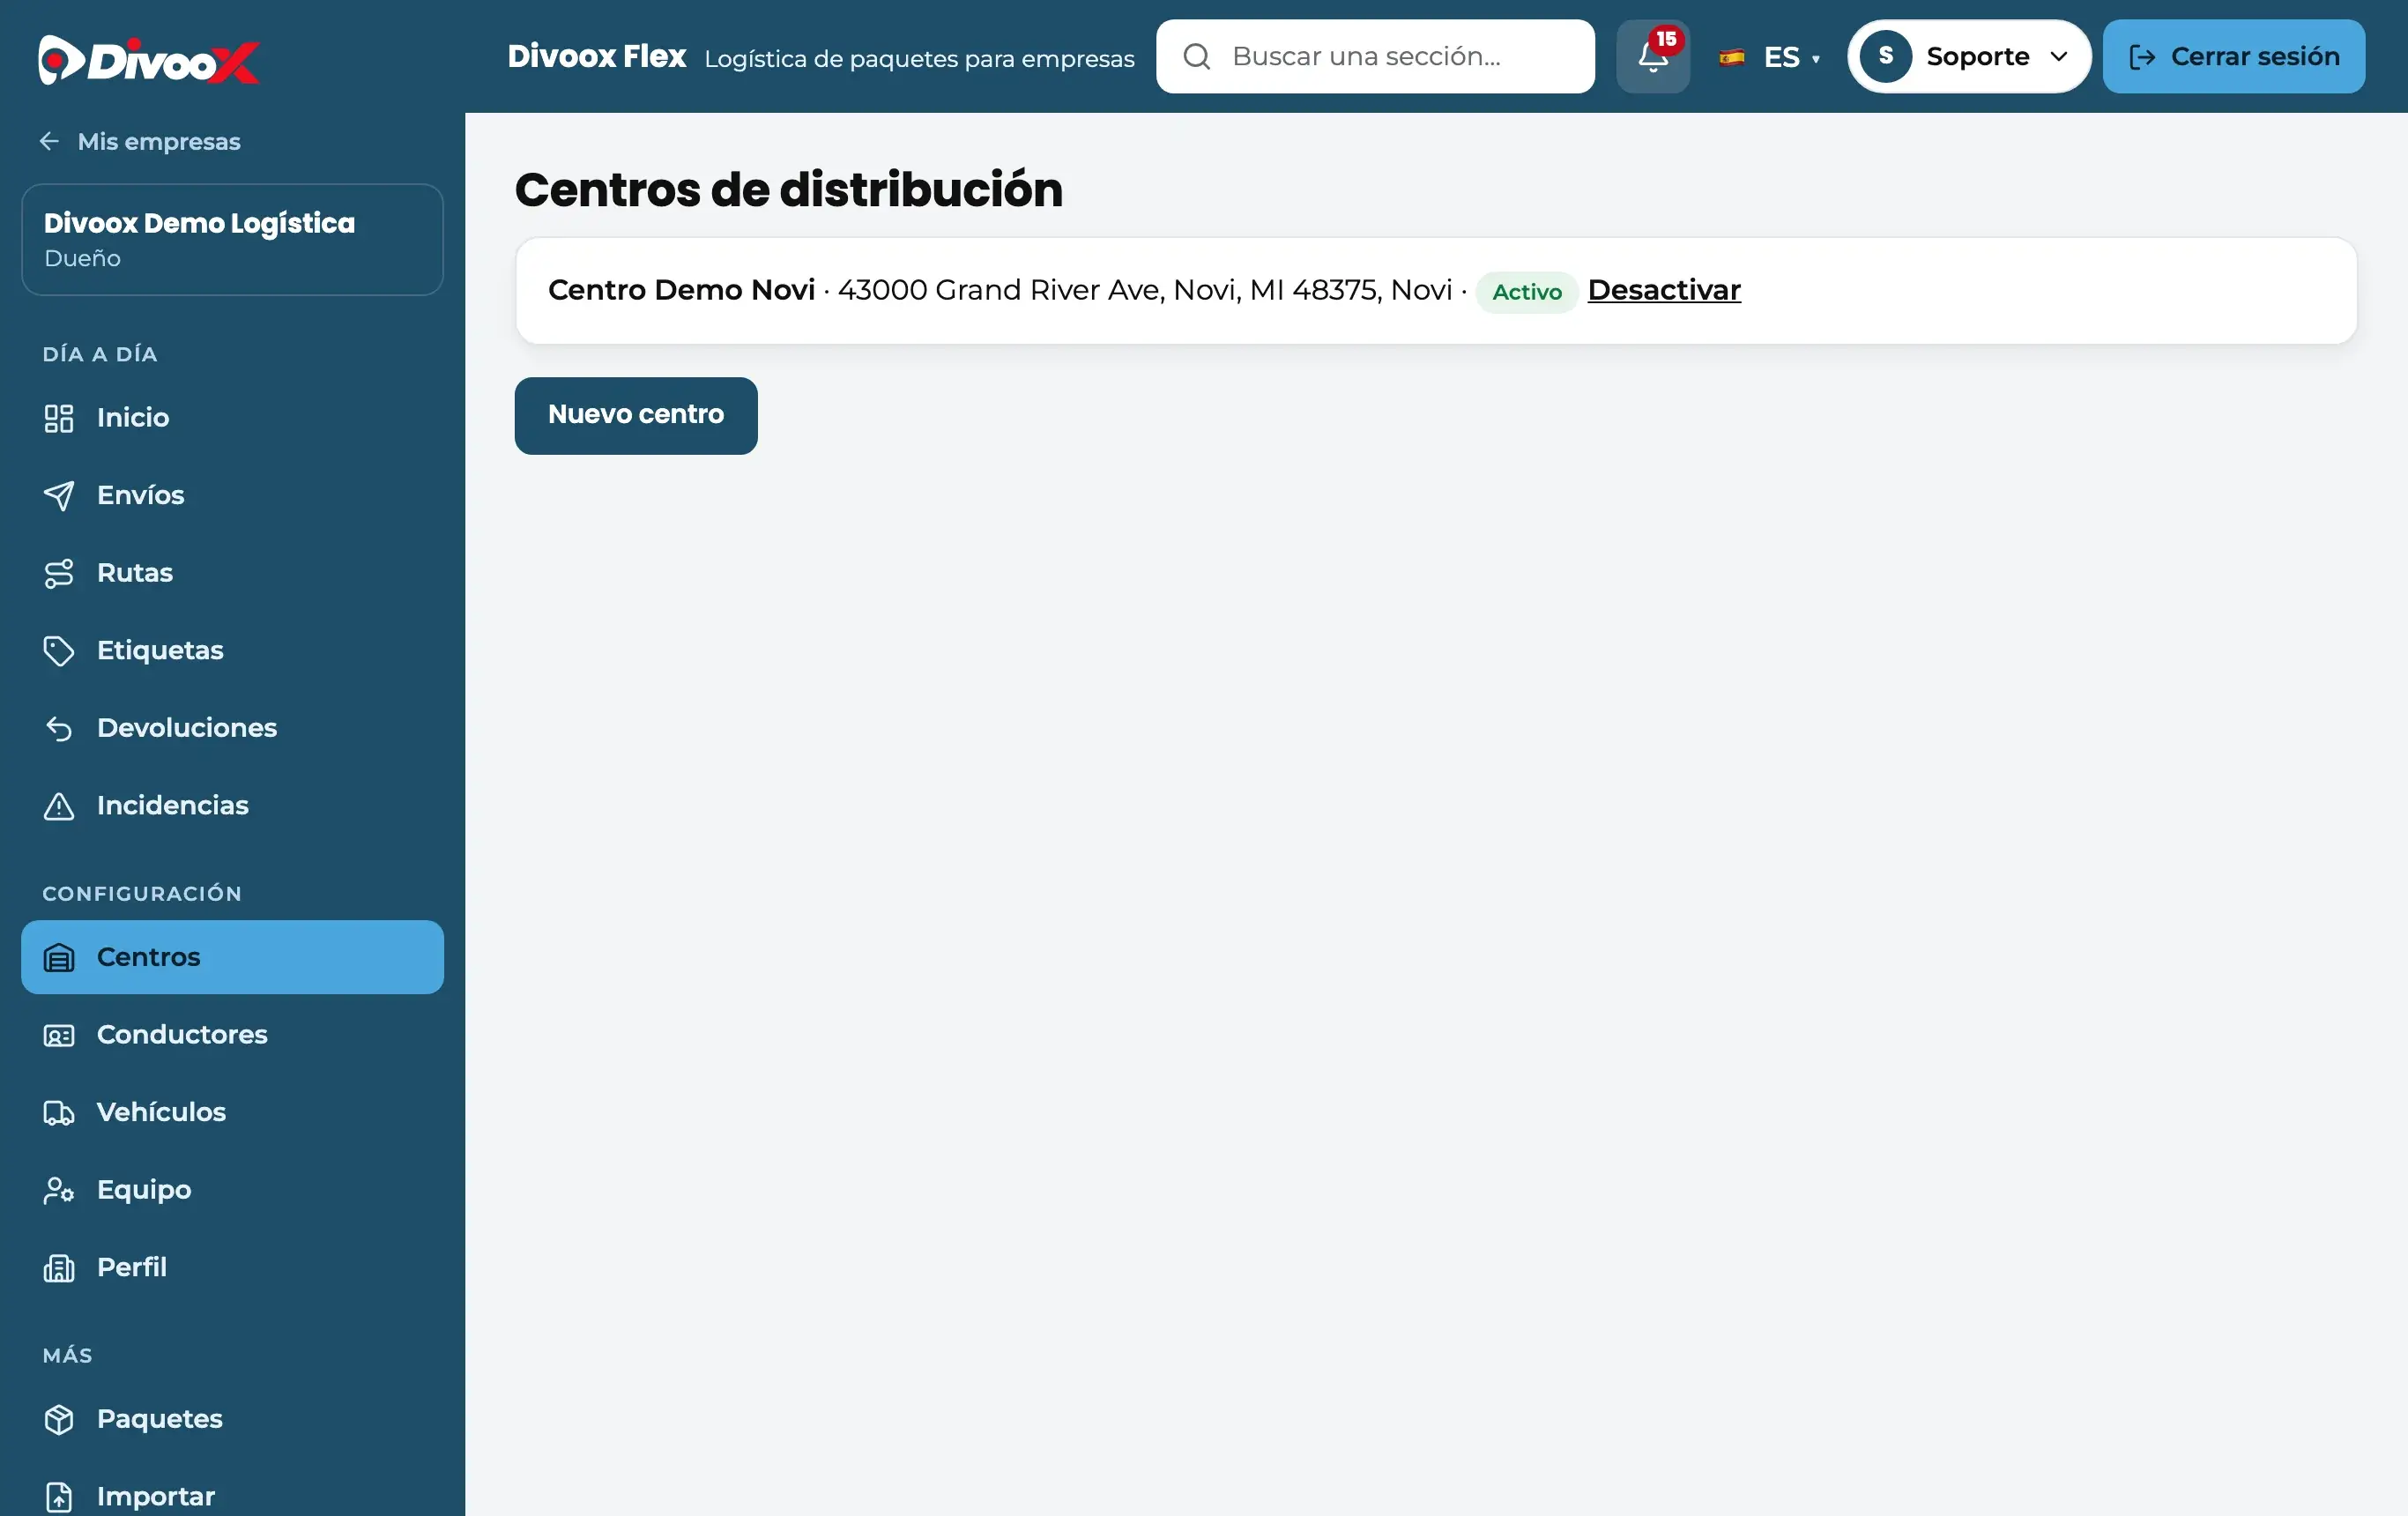 DivooX
Divoox Flex Logística de paquetes para empresas
Buscar una sección...
15
ES
S Soporte
Cerrar sesión
Mis empresas
Divoox Demo Logística
Dueño
DÍA A DÍA
Inicio
Envíos
Rutas
Etiquetas
Devoluciones
Incidencias
CONFIGURACIÓN
Centros
Conductores
Vehículos
Equipo
Perfil
MÁS
Paquetes
Importar
Centros de distribución
Centro Demo Novi · 43000 Grand River Ave, Novi, MI 48375, Novi · Activo Desactivar
Nuevo centro